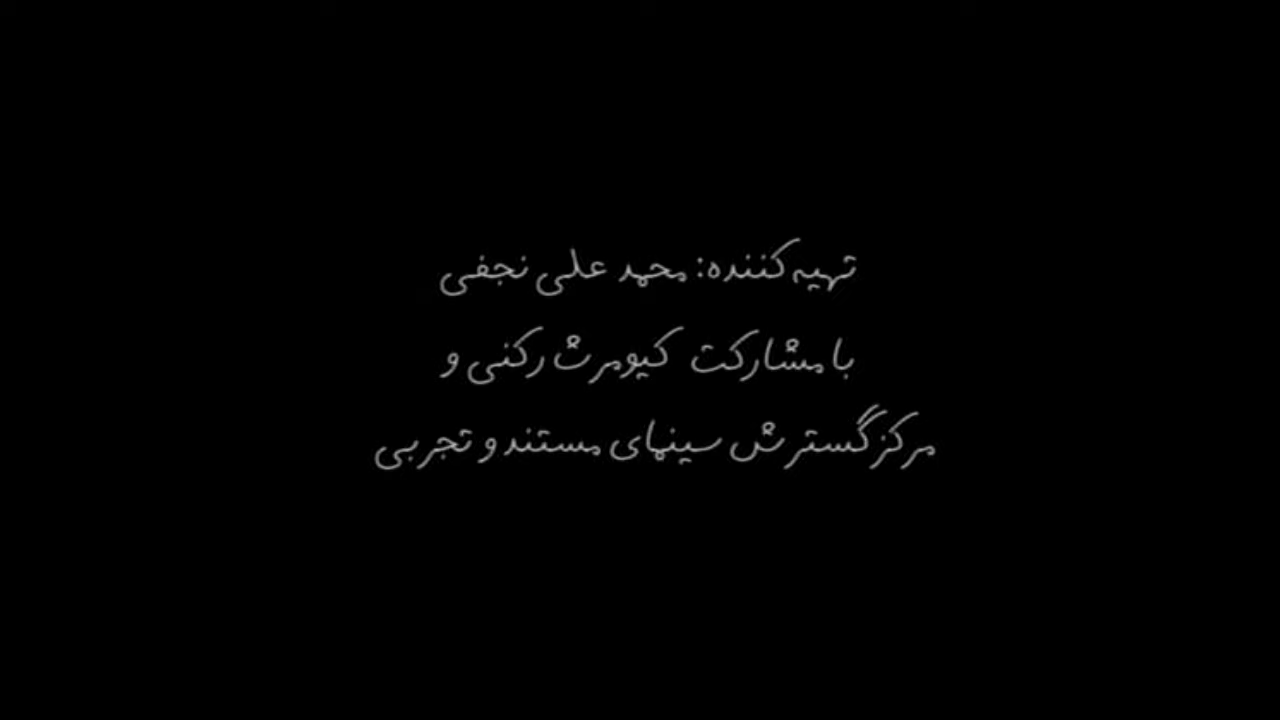 تهیه‌کننده: محمد علی نجفی
با مشارکت کیومرث رکنی و
مرکز گسترش سینمای مستند و تجربی